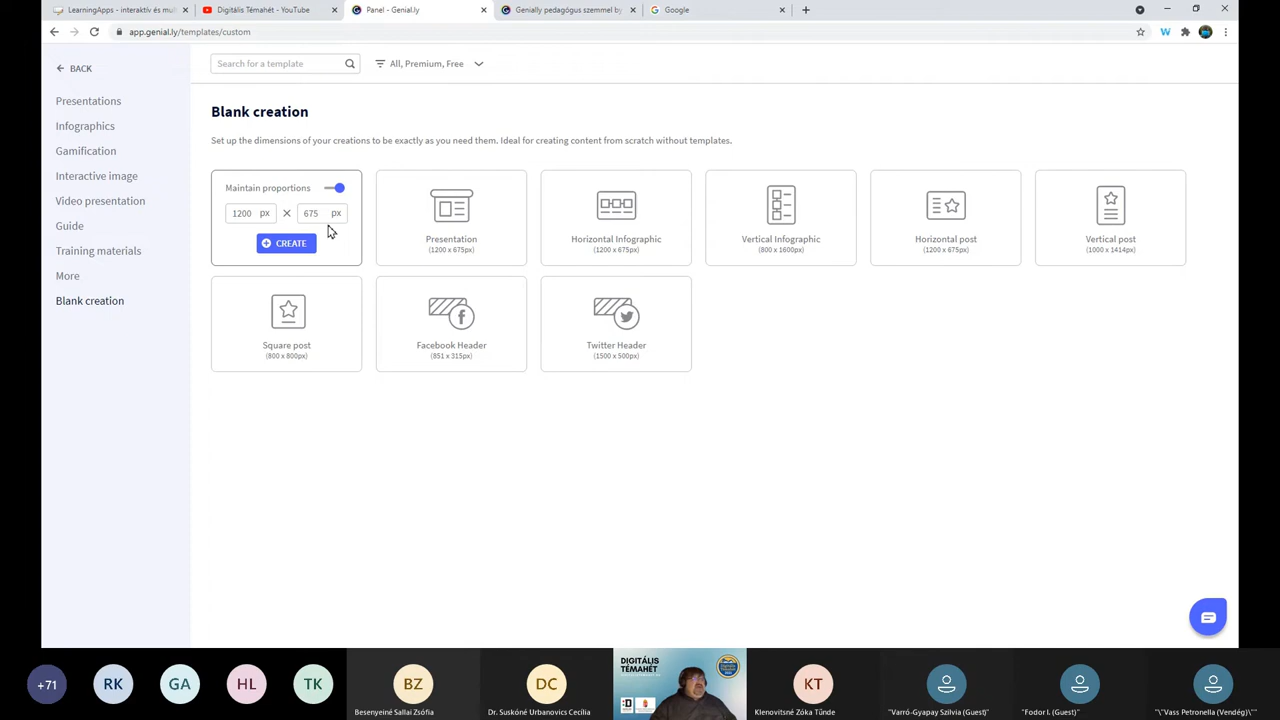 LearningApps - interaktív és mul
Digitális Témahét - YouTube
Panel - Genial.ly
Genially pedagógus szemmel by
Google
app.genial.ly/templates/custom
BACK
Search for a template
All, Premium, Free
Presentations
Infographics
Gamification
Interactive image
Video presentation
Guide
Training materials
More
Blank creation
Blank creation
Set up the dimensions of your creations to be exactly as you need them. Ideal for creating content from scratch without templates.
Maintain proportions
1200 px × 675 px
CREATE
Presentation
(1200 x 675px)
Horizontal Infographic
(1200 x 675px)
Vertical Infographic
(800 x 1600px)
Horizontal post
(1200 x 675px)
Vertical post
(1000 x 1414px)
Square post
(800 x 800px)
Facebook Header
(851 x 315px)
Twitter Header
(1500 x 500px)
+71
RK
GA
HL
TK
BZ
Besenyeiné Sallai Zsófia
DC
Dr. Suskóné Urbanovics Cecília
DIGITÁLIS
TÉMAHÉT
KT
Klenovitsné Zóka Tünde
"Varró-Gyapay Szilvia (Guest)"
"Fodor I. (Guest)"
"\"Vass Petronella (Vendég)\""